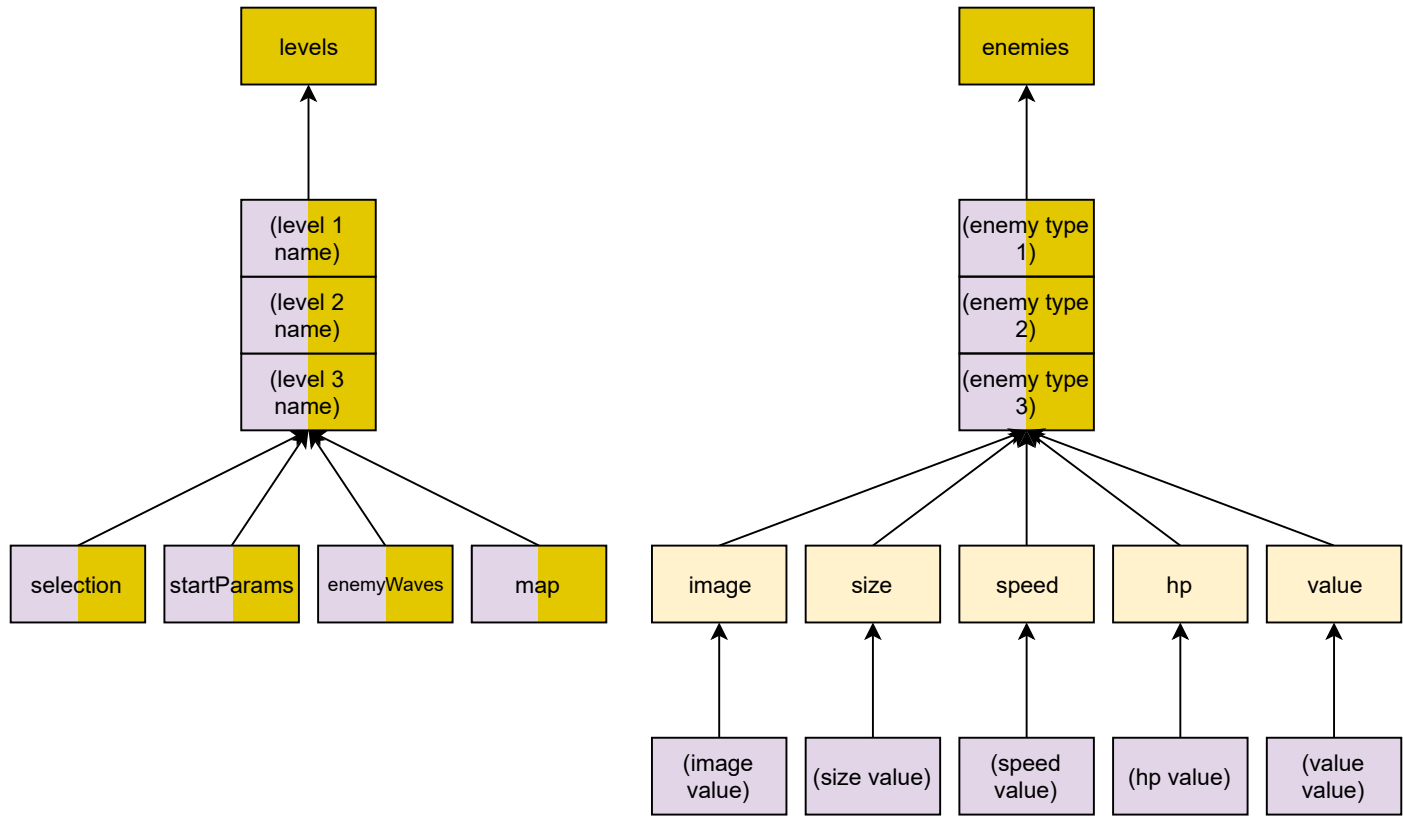 levels
enemies
(level 1
name)
(level 2
name)
(level 3
name)
(enemy type
1)
(enemy type
2)
(enemy type
3)
selection
startParams
enemyWaves
map
image
size
speed
hp
value
(image
value)
(size value)
(speed
value)
(hp value)
(value
value)